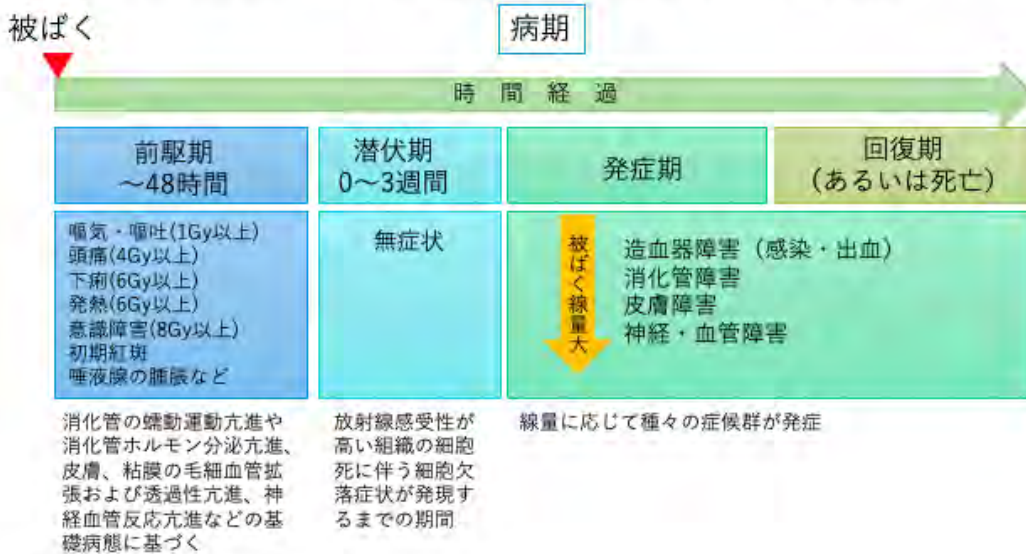 被ばく
病期
時間経過
前駆期
～48時間
潜伏期
0～3週間
発症期
回復期
（あるいは死亡）
嘔気・嘔吐(1Gy以上)
頭痛(4Gy以上)
下痢(6Gy以上)
発熱(6Gy以上)
意識障害(8Gy以上)
初期紅斑
唾液腺の腫脹など
無症状
被ばく線量大
造血器障害（感染・出血）
消化管障害
皮膚障害
神経・血管障害
消化管の蠕動運動亢進や
消化管ホルモン分泌亢進、
皮膚、粘膜の毛細血管拡
張および透過性亢進、神
経血管反応亢進などの基
礎病態に基づく
放射線感受性が
高い組織の細胞
死に伴う細胞欠
落症状が発現す
るまでの期間
線量に応じて種々の症候群が発症